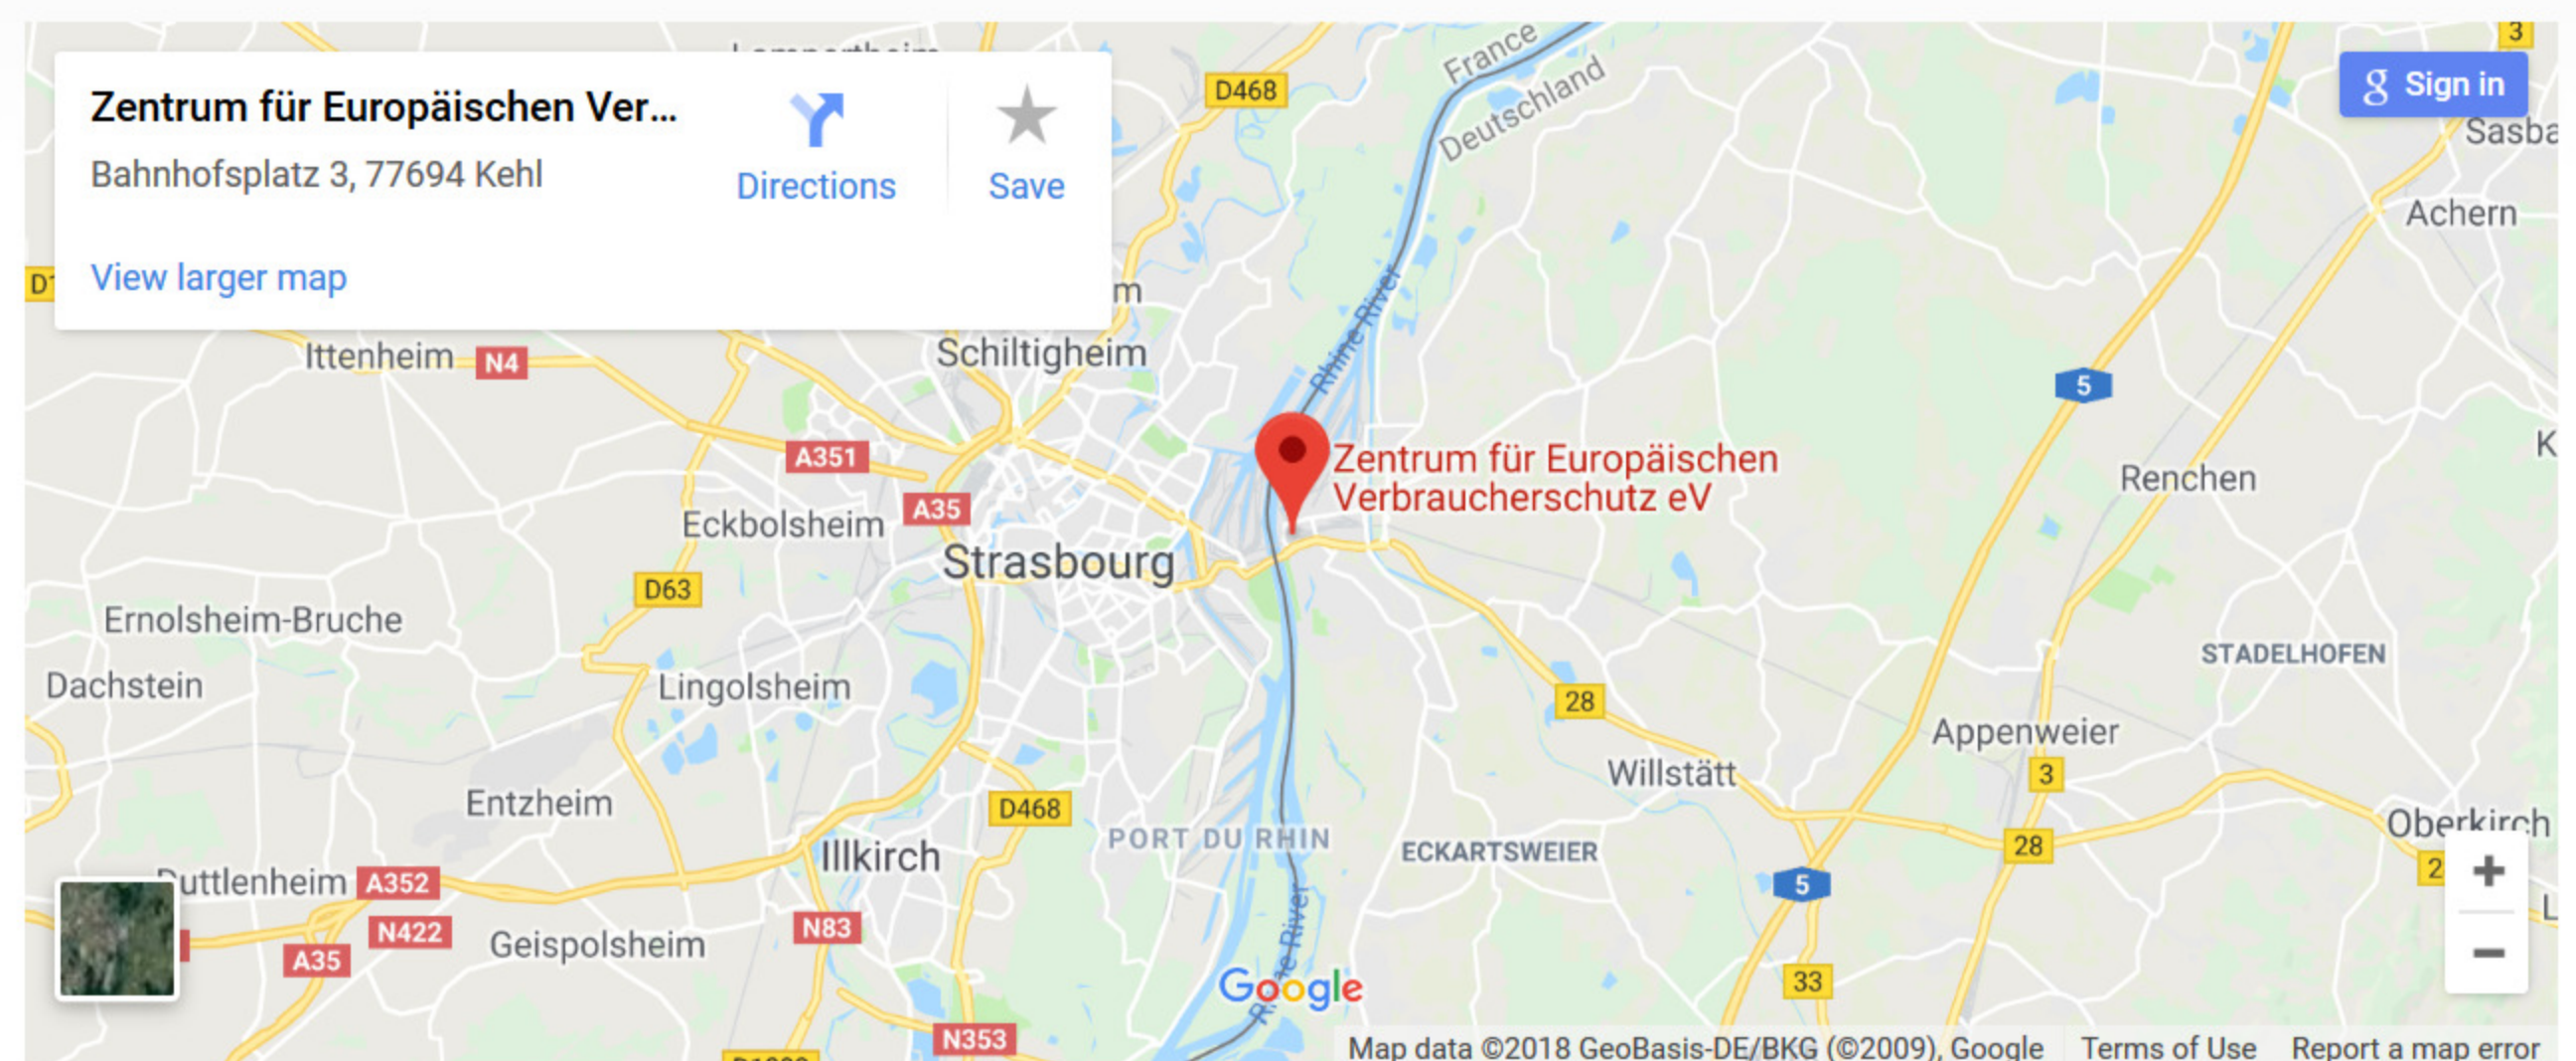 Zentrum für Europäischen Ver...
Bahnhofsplatz 3, 77694 Kehl
View larger map
Directions
Save
g Sign in
France
Deutschland
D468
3
Sasba
Achern
Rhine River
Ittenheim
N4
Schiltigheim
5
A351
Zentrum für Europäischen
Verbraucherschutz eV
Renchen
A35
Eckbolsheim
Strasbourg
D63
Ernolsheim-Bruche
STADELHOFEN
Dachstein
Lingolsheim
28
Appenweier
Willstätt
3
Entzheim
D468
PORT DU RHIN
ECKARTSWEIER
28
Oberkirch
Illkirch
Duttlenheim
A352
5
N422
N83
Geispolsheim
A35
33
Rhine River
Google
N353
Map data ©2018 GeoBasis-DE/BKG (©2009), Google
Terms of Use
Report a map error